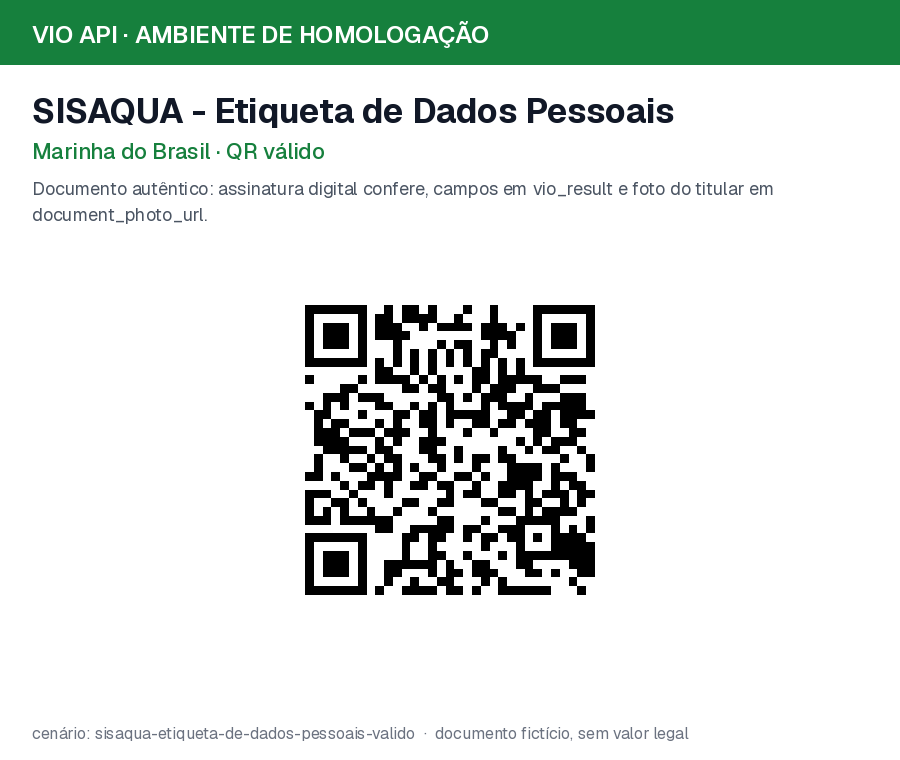 VIO API · AMBIENTE DE HOMOLOGAÇÃO
SISAQUA - Etiqueta de Dados Pessoais
Marinha do Brasil · QR válido
Documento autêntico: assinatura digital confere, campos em vio_result e foto do titular em
document_photo_url.
cenário: sisaqua-etiqueta-de-dados-pessoais-valido · documento fictício, sem valor legal